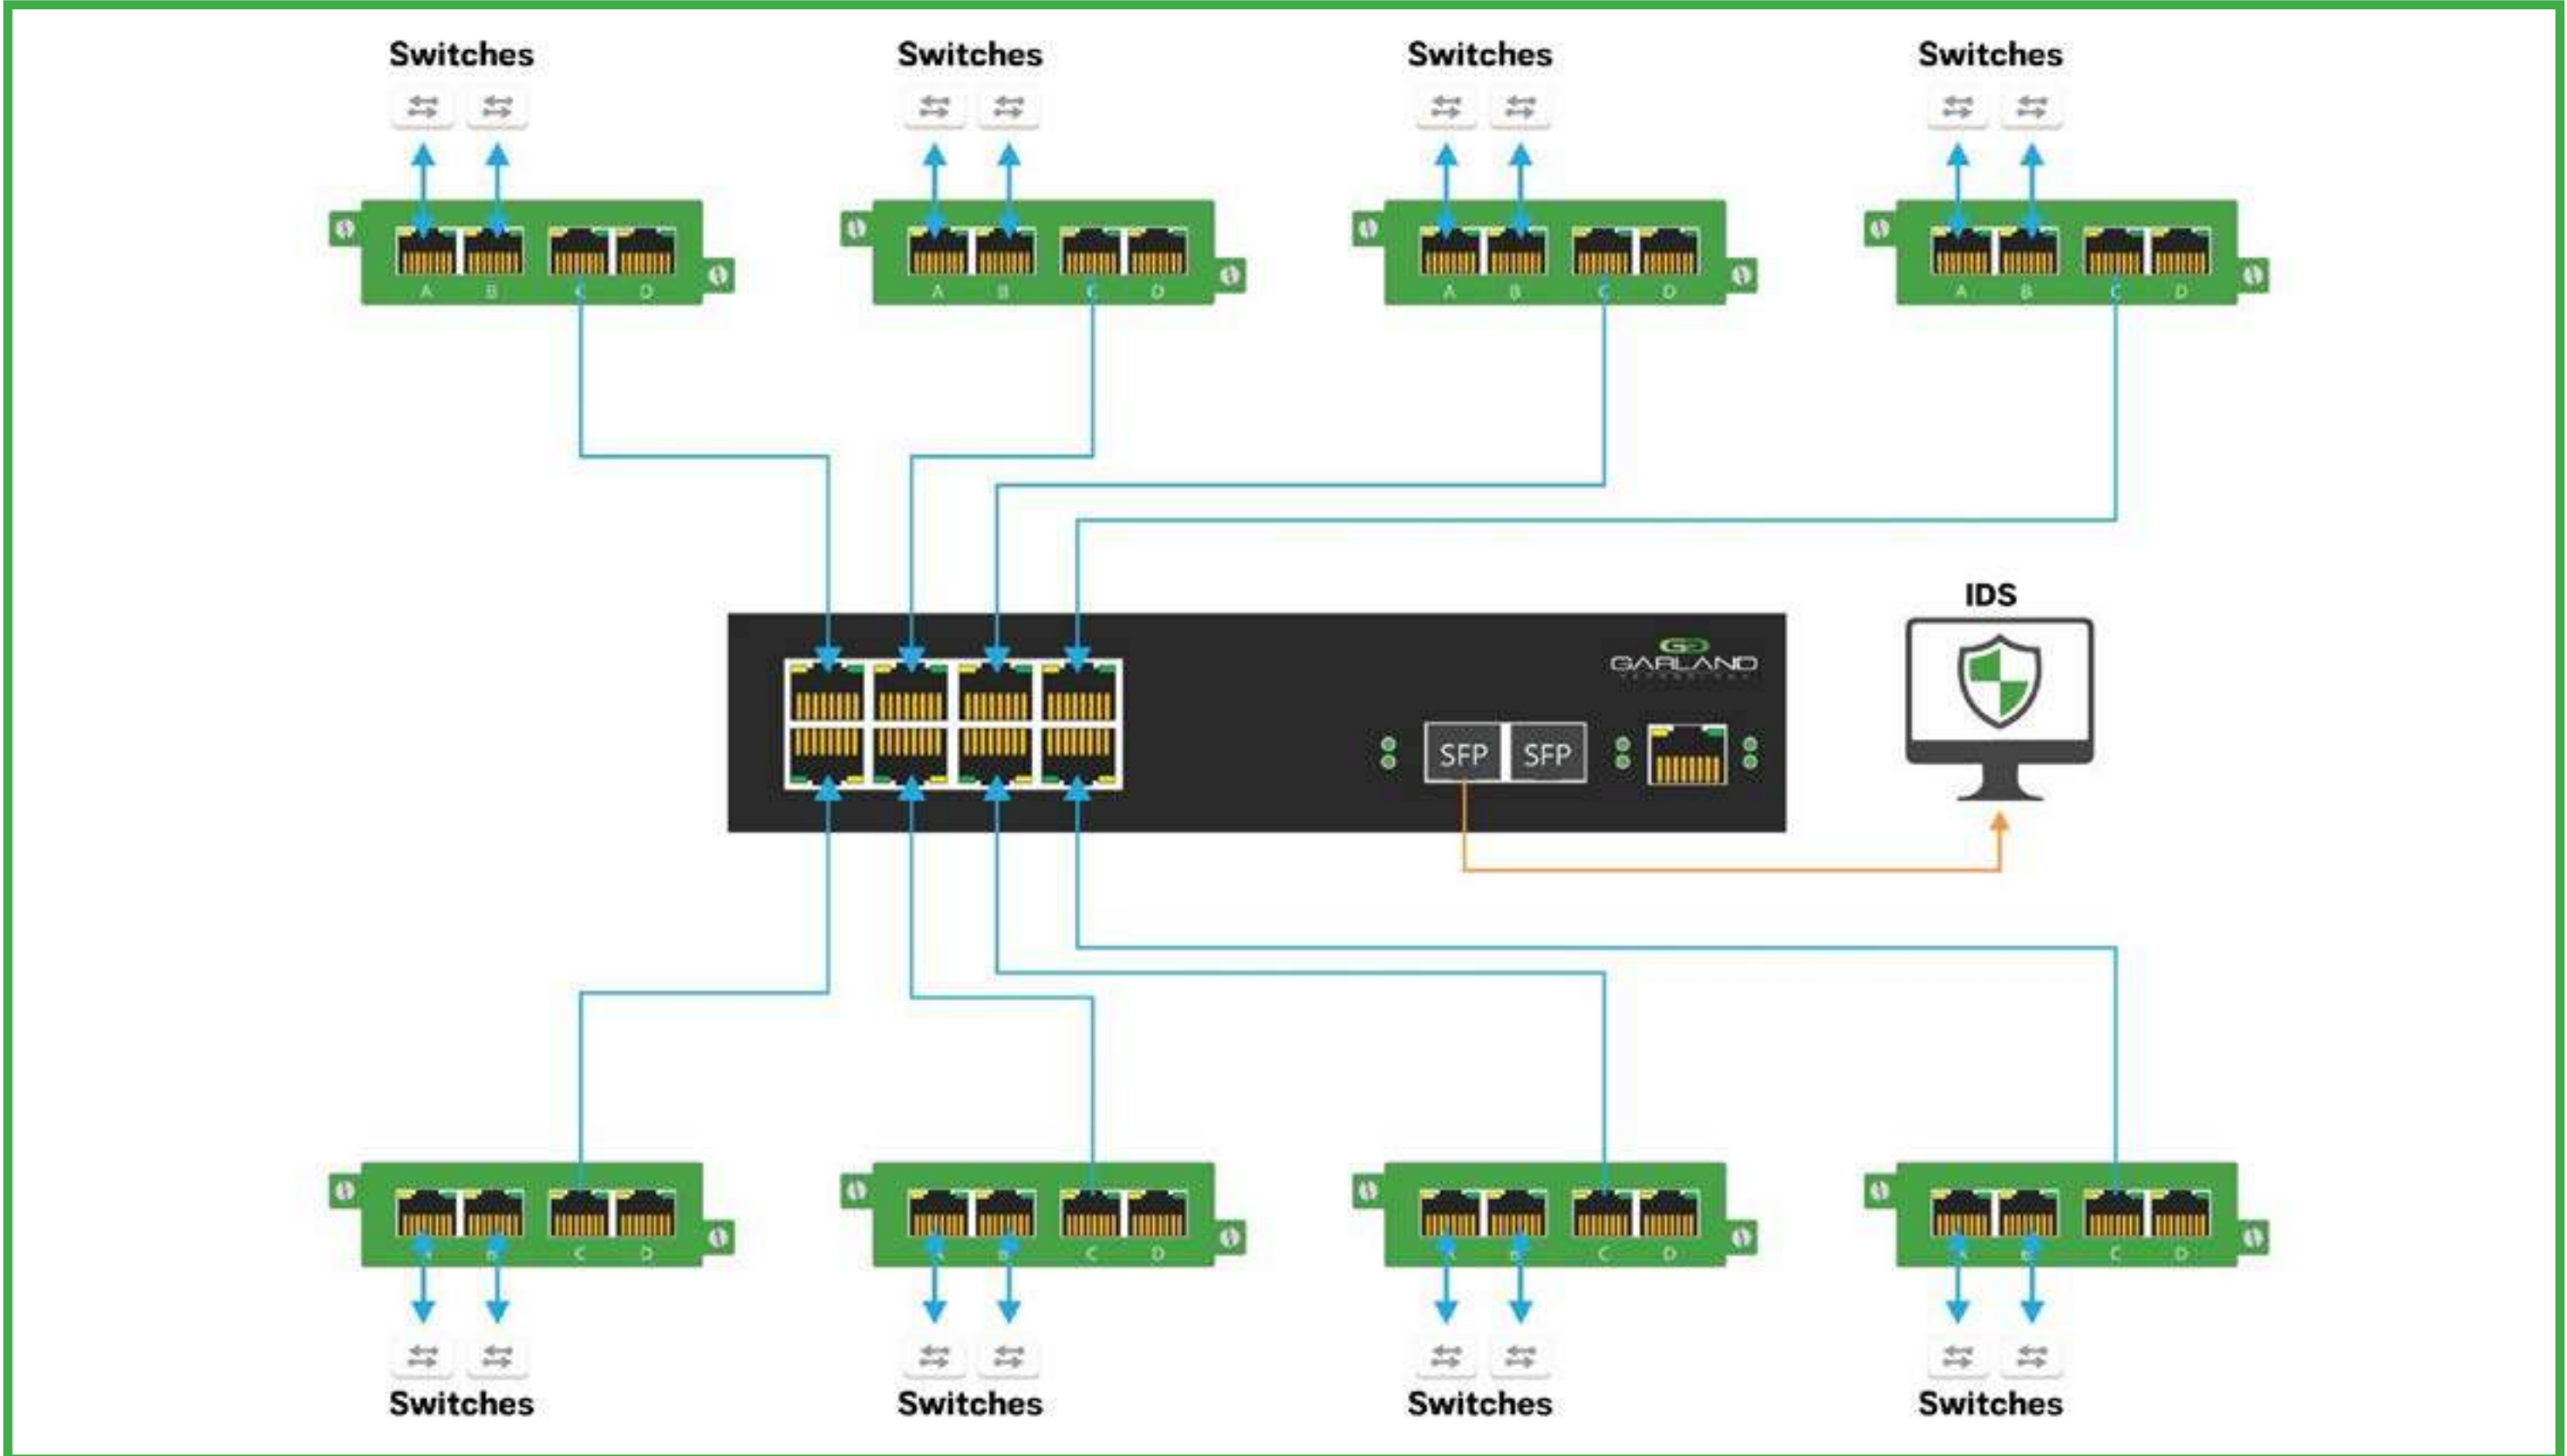 Switches Switches Switches Switches
A B C D A B C D A B C D A B C D
IDS
GARLAND
SFP SFP
B C D B C D B C D B C D
Switches Switches Switches Switches